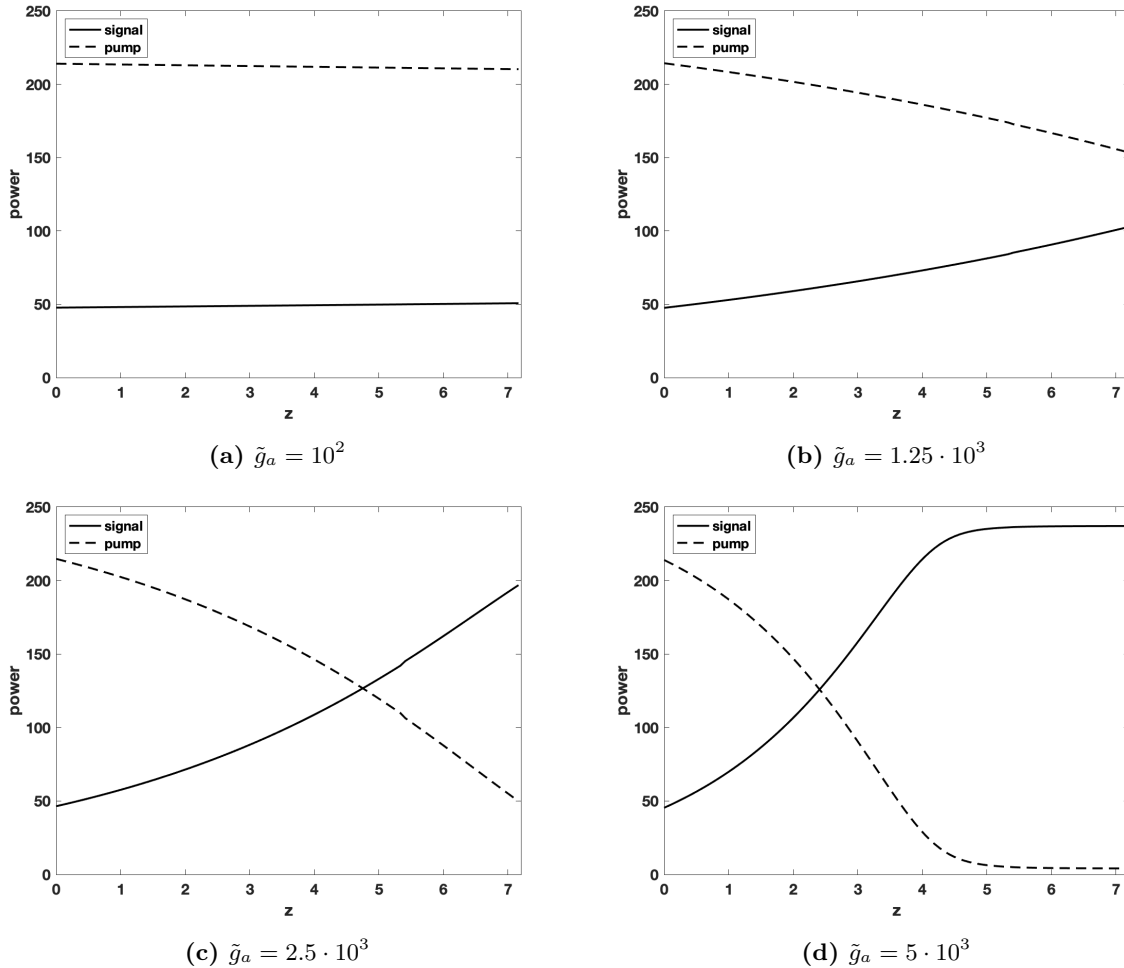 250
200
150
100
50
0
power
signal
pump
0 1 2 3 4 5 6 7
z
(a) g̃ₐ = 10²
250
200
150
100
50
0
power
signal
pump
0 1 2 3 4 5 6 7
z
(b) g̃ₐ = 1.25 · 10³
250
200
150
100
50
0
power
signal
pump
0 1 2 3 4 5 6 7
z
(c) g̃ₐ = 2.5 · 10³
250
200
150
100
50
0
power
signal
pump
0 1 2 3 4 5 6 7
z
(d) g̃ₐ = 5 · 10³